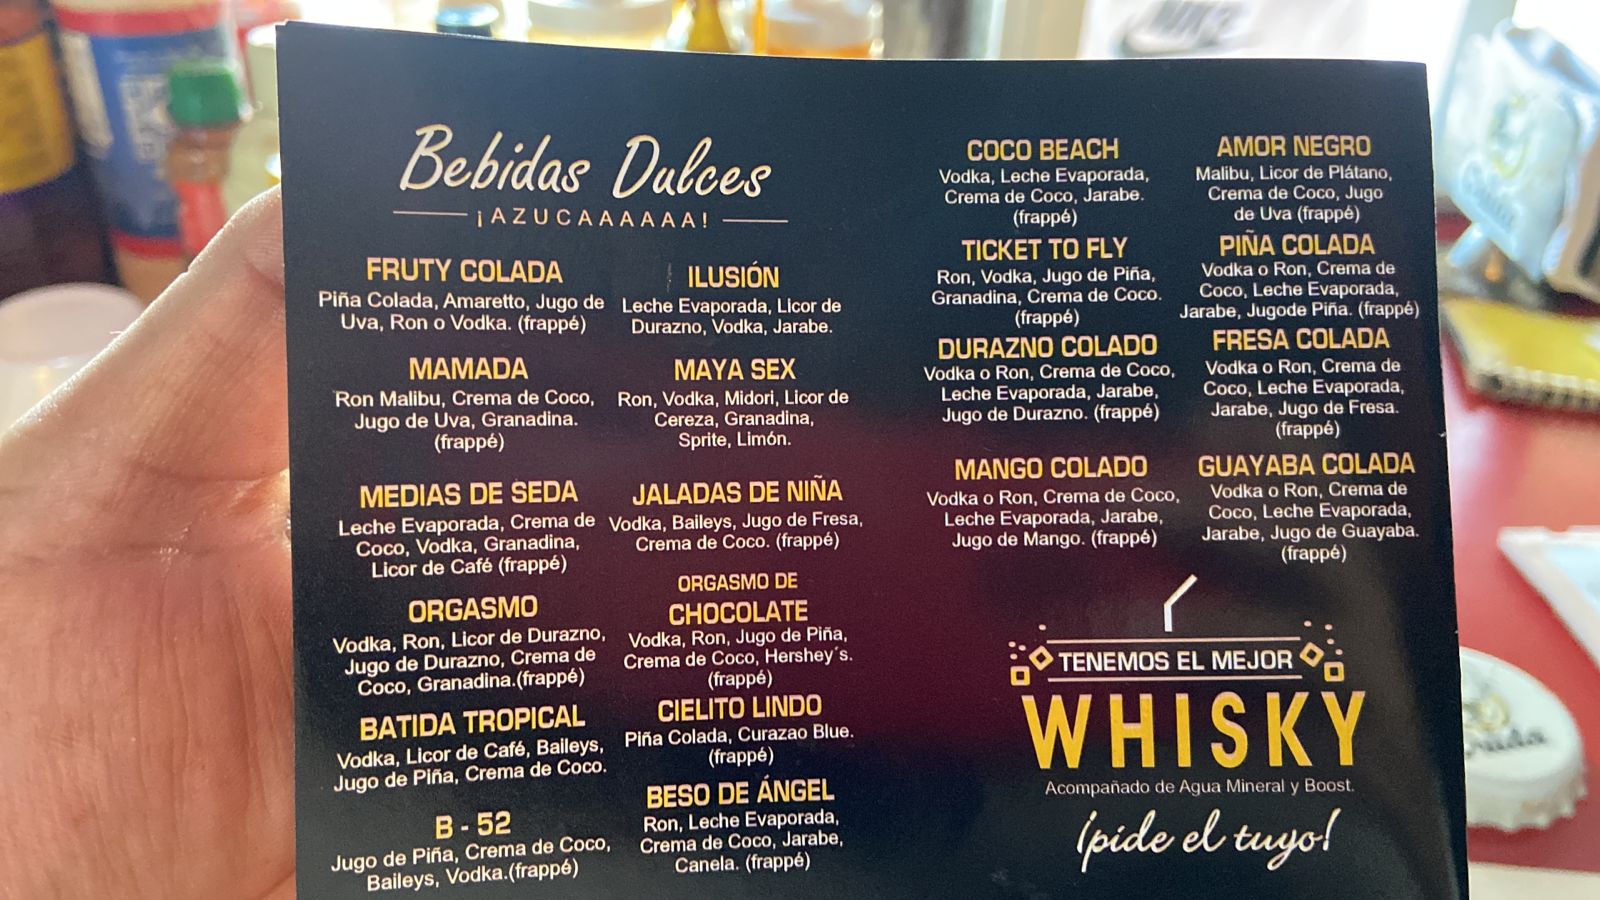 Bebidas Dulces
¡AZUCAAAAAA!
FRUTY COLADA
Piña Colada, Amaretto, Jugo de
Uva, Ron o Vodka. (frappé)
MAMADA
Ron Malibu, Crema de Coco,
Jugo de Uva, Granadina.
(frappé)
MEDIAS DE SEDA
Leche Evaporada, Crema de
Coco, Vodka, Granadina,
Licor de Café (frappé)
ORGASMO
Vodka, Ron, Licor de Durazno,
Jugo de Durazno, Crema de
Coco, Granadina.(frappé)
BATIDA TROPICAL
Vodka, Licor de Café, Baileys,
Jugo de Piña, Crema de Coco.
B - 52
Jugo de Piña, Crema de Coco,
Baileys, Vodka.(frappé)
ILUSIÓN
Leche Evaporada, Licor de
Durazno, Vodka, Jarabe.
MAYA SEX
Ron, Vodka, Midori, Licor de
Cereza, Granadina,
Sprite, Limón.
JALADAS DE NIÑA
Vodka, Baileys, Jugo de Fresa,
Crema de Coco. (frappé)
ORGASMO DE
CHOCOLATE
Vodka, Ron, Jugo de Piña,
Crema de Coco, Hershey´s.
(frappé)
CIELITO LINDO
Piña Colada, Curazao Blue.
(frappé)
BESO DE ÁNGEL
Ron, Leche Evaporada,
Crema de Coco, Jarabe,
Canela. (frappé)
COCO BEACH
Vodka, Leche Evaporada,
Crema de Coco, Jarabe.
(frappé)
TICKET TO FLY
Ron, Vodka, Jugo de Piña,
Granadina, Crema de Coco.
(frappé)
DURAZNO COLADO
Vodka o Ron, Crema de Coco,
Leche Evaporada, Jarabe,
Jugo de Durazno. (frappé)
MANGO COLADO
Vodka o Ron, Crema de Coco,
Leche Evaporada, Jarabe,
Jugo de Mango. (frappé)
AMOR NEGRO
Malibu, Licor de Plátano,
Crema de Coco, Jugo
de Uva (frappé)
PIÑA COLADA
Vodka o Ron, Crema de
Coco, Leche Evaporada,
Jarabe, Jugode Piña. (frappé)
FRESA COLADA
Vodka o Ron, Crema de
Coco, Leche Evaporada,
Jarabe, Jugo de Fresa.
(frappé)
GUAYABA COLADA
Vodka o Ron, Crema de
Coco, Leche Evaporada,
Jarabe, Jugo de Guayaba.
(frappé)
TENEMOS EL MEJOR
WHISKY
Acompañado de Agua Mineral y Boost.
¡pide el tuyo!